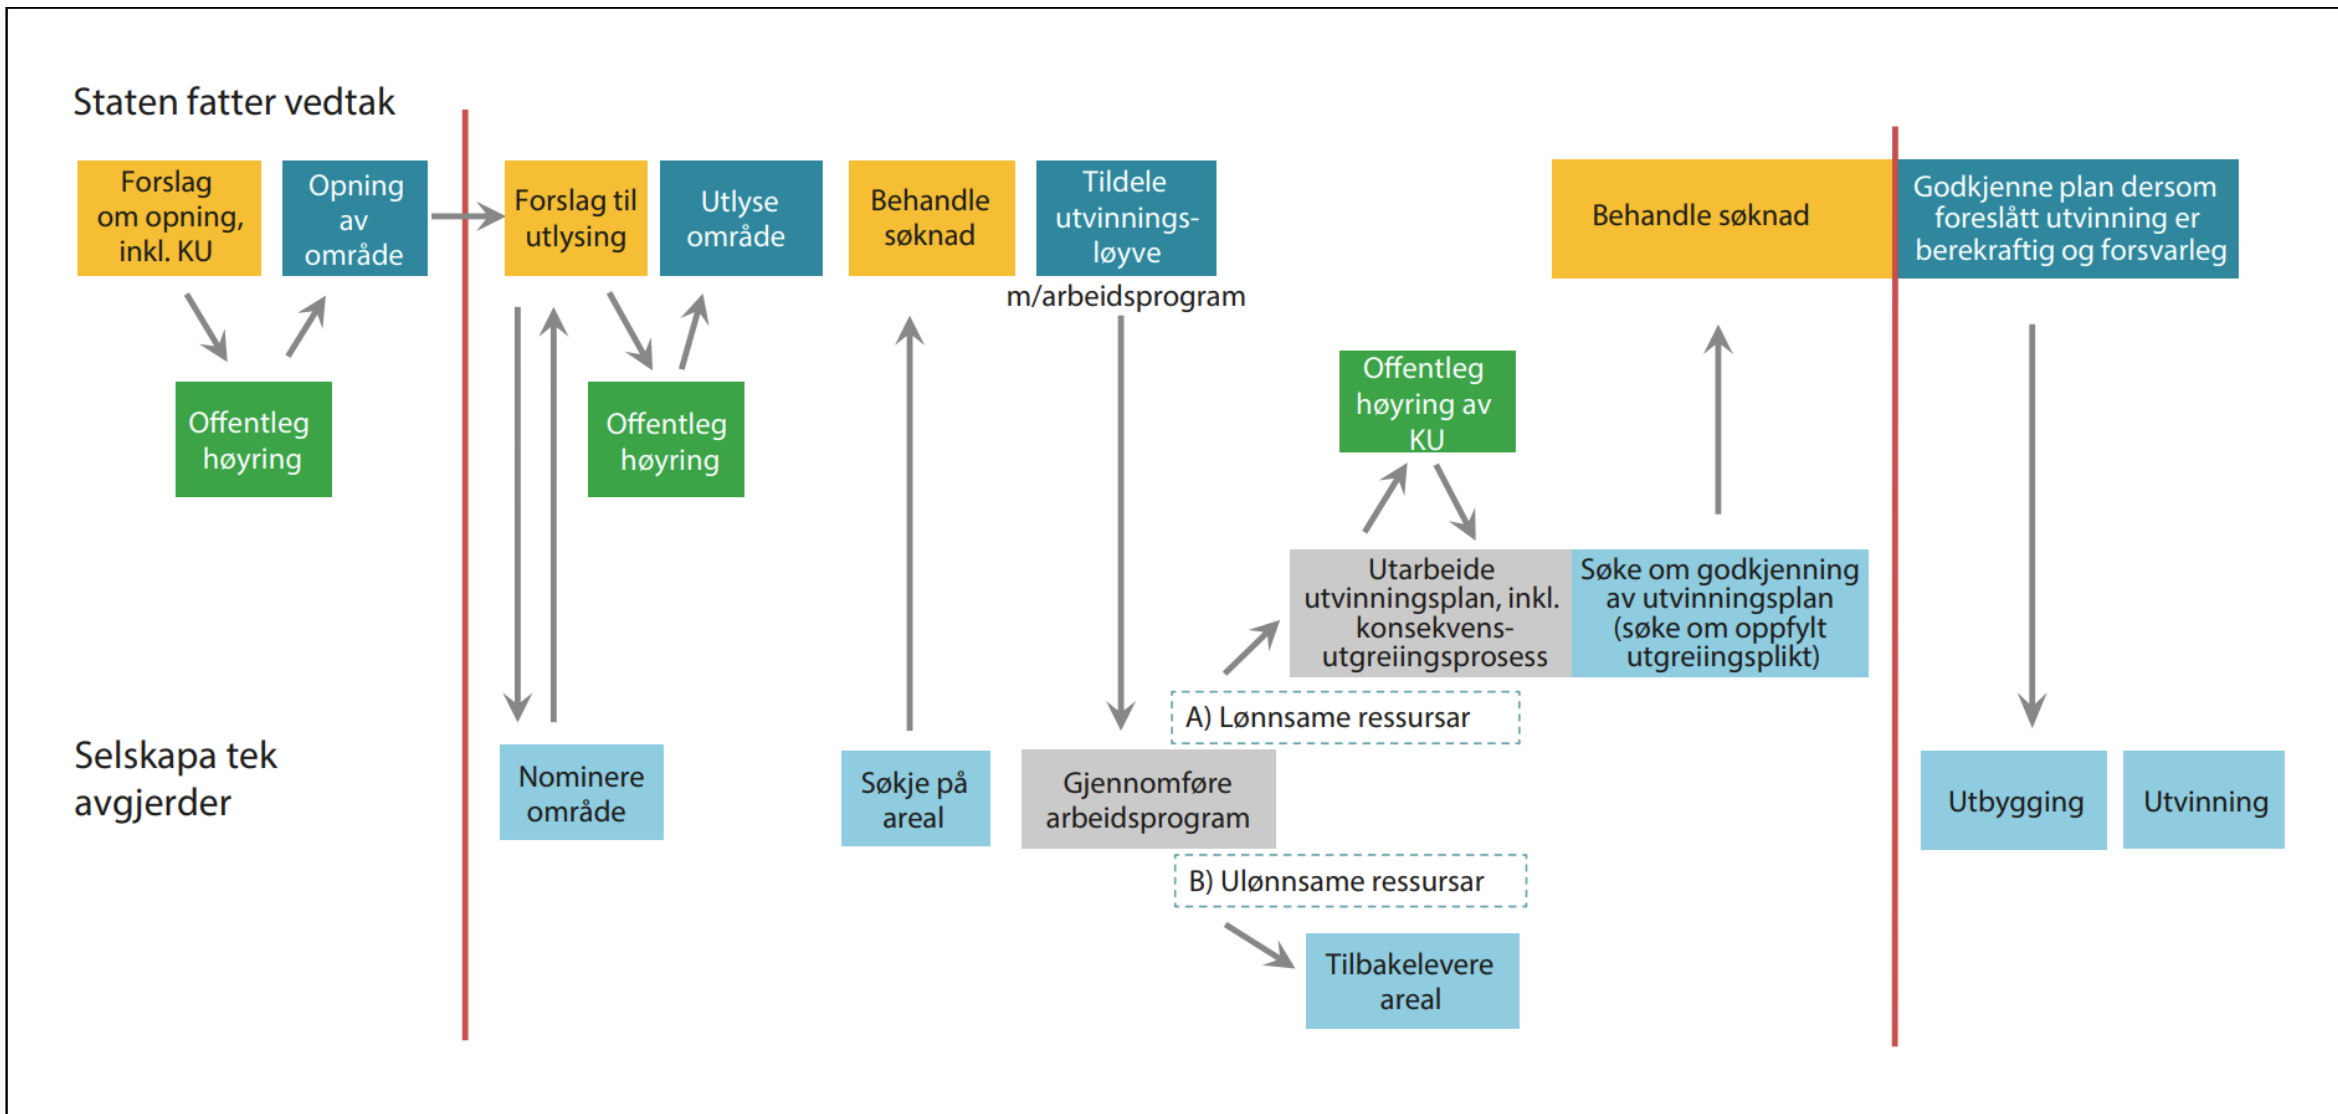 Staten fatter vedtak
Forslag
om opning,
inkl. KU
Opning
av
område
Forslag til
utlysing
Utlyse
område
Behandle
søknad
Tildele
utvinnings-
løyve
m/arbeidsprogram
Behandle søknad
Godkjenne plan dersom
foreslått utvinning er
berekraftig og forsvarleg
Offentleg
høyring
Offentleg
høyring
Offentleg
høyring av
KU
Utarbeide
utvinningsplan, inkl.
konsekvens-
utgreiingsprosess
Søke om godkjenning
av utvinningsplan
(søke om oppfylt
utgreiingsplikt)
A) Lønnsame ressursar
Selskapa tek
avgjerder
Nominere
område
Søkje på
areal
Gjennomføre
arbeidsprogram
Utbygging
Utvinning
B) Ulønnsame ressursar
Tilbakelevere
areal